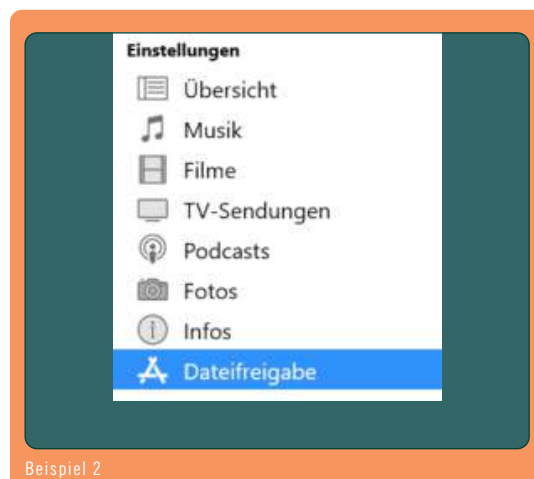 Einstellungen
Übersicht
Musik
Filme
TV-Sendungen
Podcasts
Fotos
Infos
Dateifreigabe
Beispiel 2